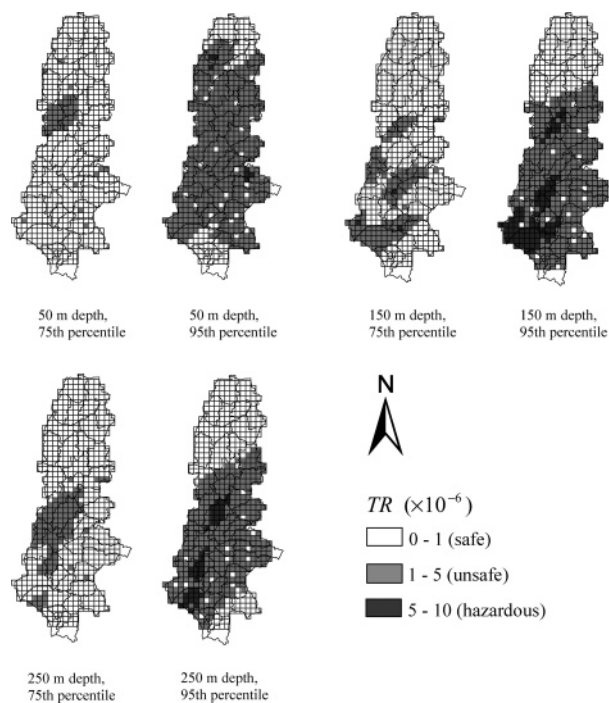 50 m depth,
75th percentile
50 m depth,
95th percentile
150 m depth,
75th percentile
150 m depth,
95th percentile
N
TR (×10⁻⁶)
0 - 1 (safe)
1 - 5 (unsafe)
5 - 10 (hazardous)
250 m depth,
75th percentile
250 m depth,
95th percentile